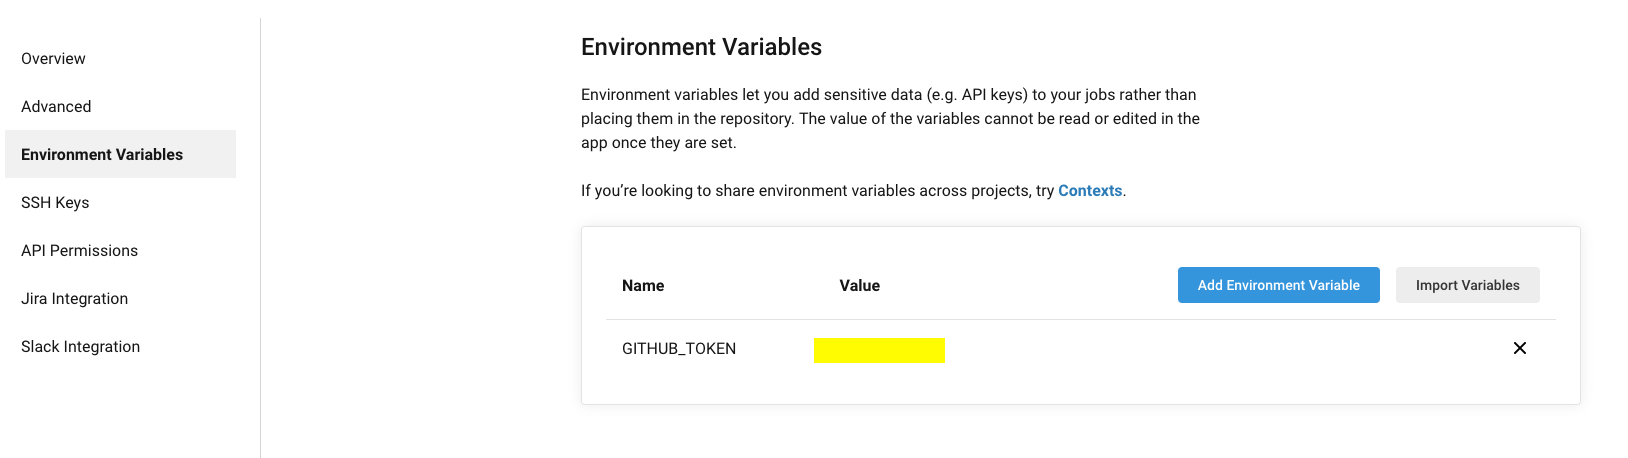 Overview
Advanced
Environment Variables
SSH Keys
API Permissions
Jira Integration
Slack Integration
Environment Variables
Environment variables let you add sensitive data (e.g. API keys) to your jobs rather than
placing them in the repository. The value of the variables cannot be read or edited in the
app once they are set.
If you’re looking to share environment variables across projects, try Contexts.
Name Value Add Environment Variable Import Variables
GITHUB_TOKEN